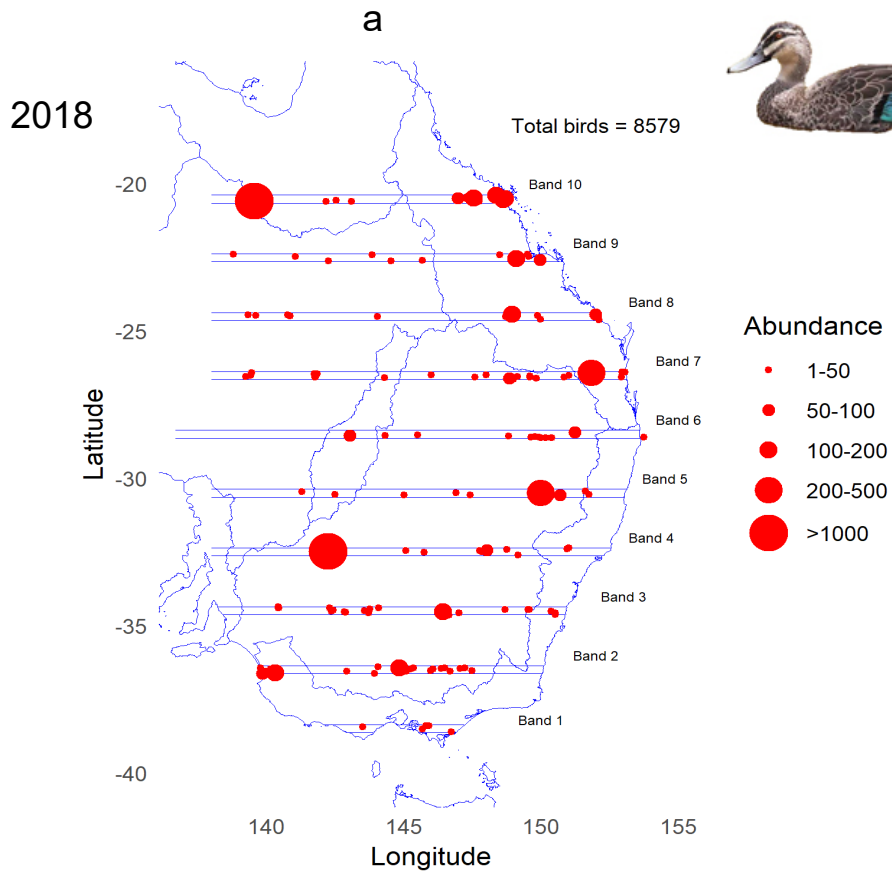 a
2018
Total birds = 8579
-20
Band 10
Band 9
Band 8
-25
Abundance
Band 7
1-50
50-100
Latitude
Band 6
100-200
-30
Band 5
200-500
Band 4
>1000
Band 3
-35
Band 2
Band 1
-40
140
145
150
155
Longitude